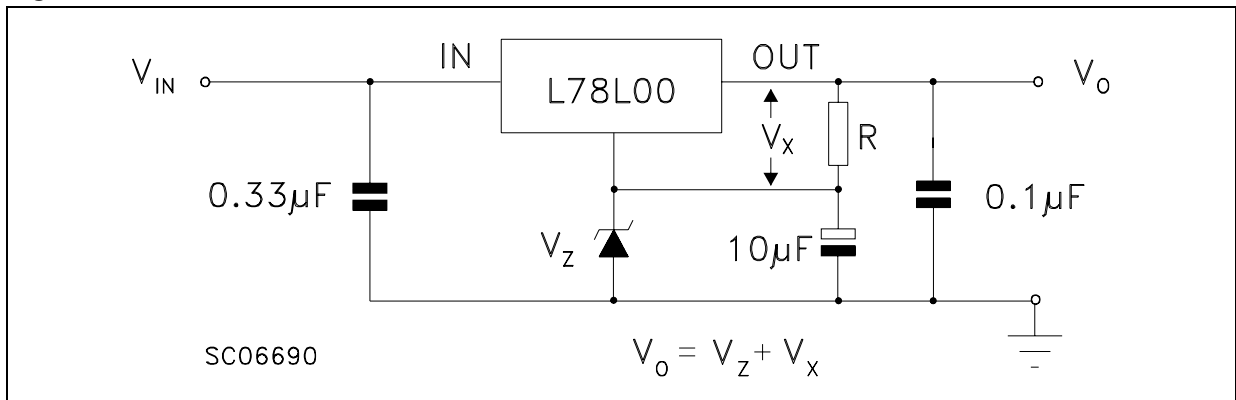 IN
OUT
V_IN
L78L00
V_O
V_X
R
0.33µF
0.1µF
V_Z
10µF
SC06690
V_O = V_Z + V_X